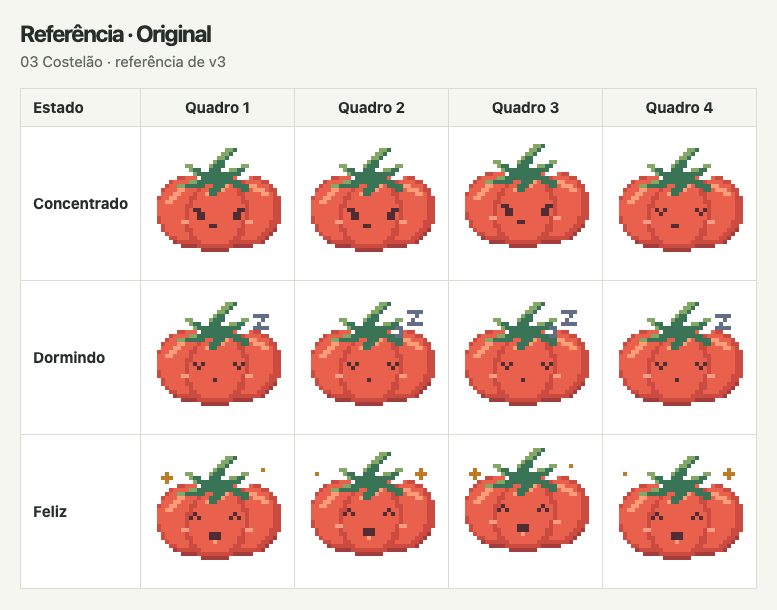 Referência · Original
03 Costelão · referência de v3
Estado Quadro 1 Quadro 2 Quadro 3 Quadro 4
Concentrado
Dormindo
Feliz